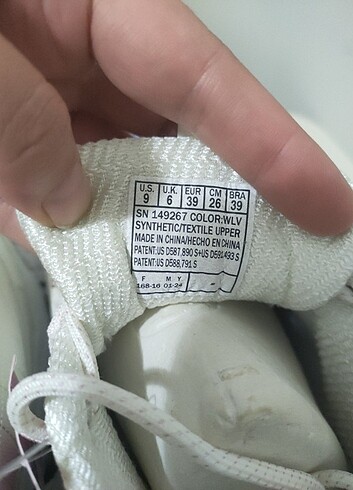 U.S. U.K. EUR CM BRA
9 6 39 26 39
SN 149267 COLOR:WLV
SYNTHETIC/TEXTILE UPPER
MADE IN CHINA/HECHO EN CHINA
PATENT:US D587,890 S+US D591,493 S
PATENT:US D588,791 S
F M Y
168-16 01-24 -